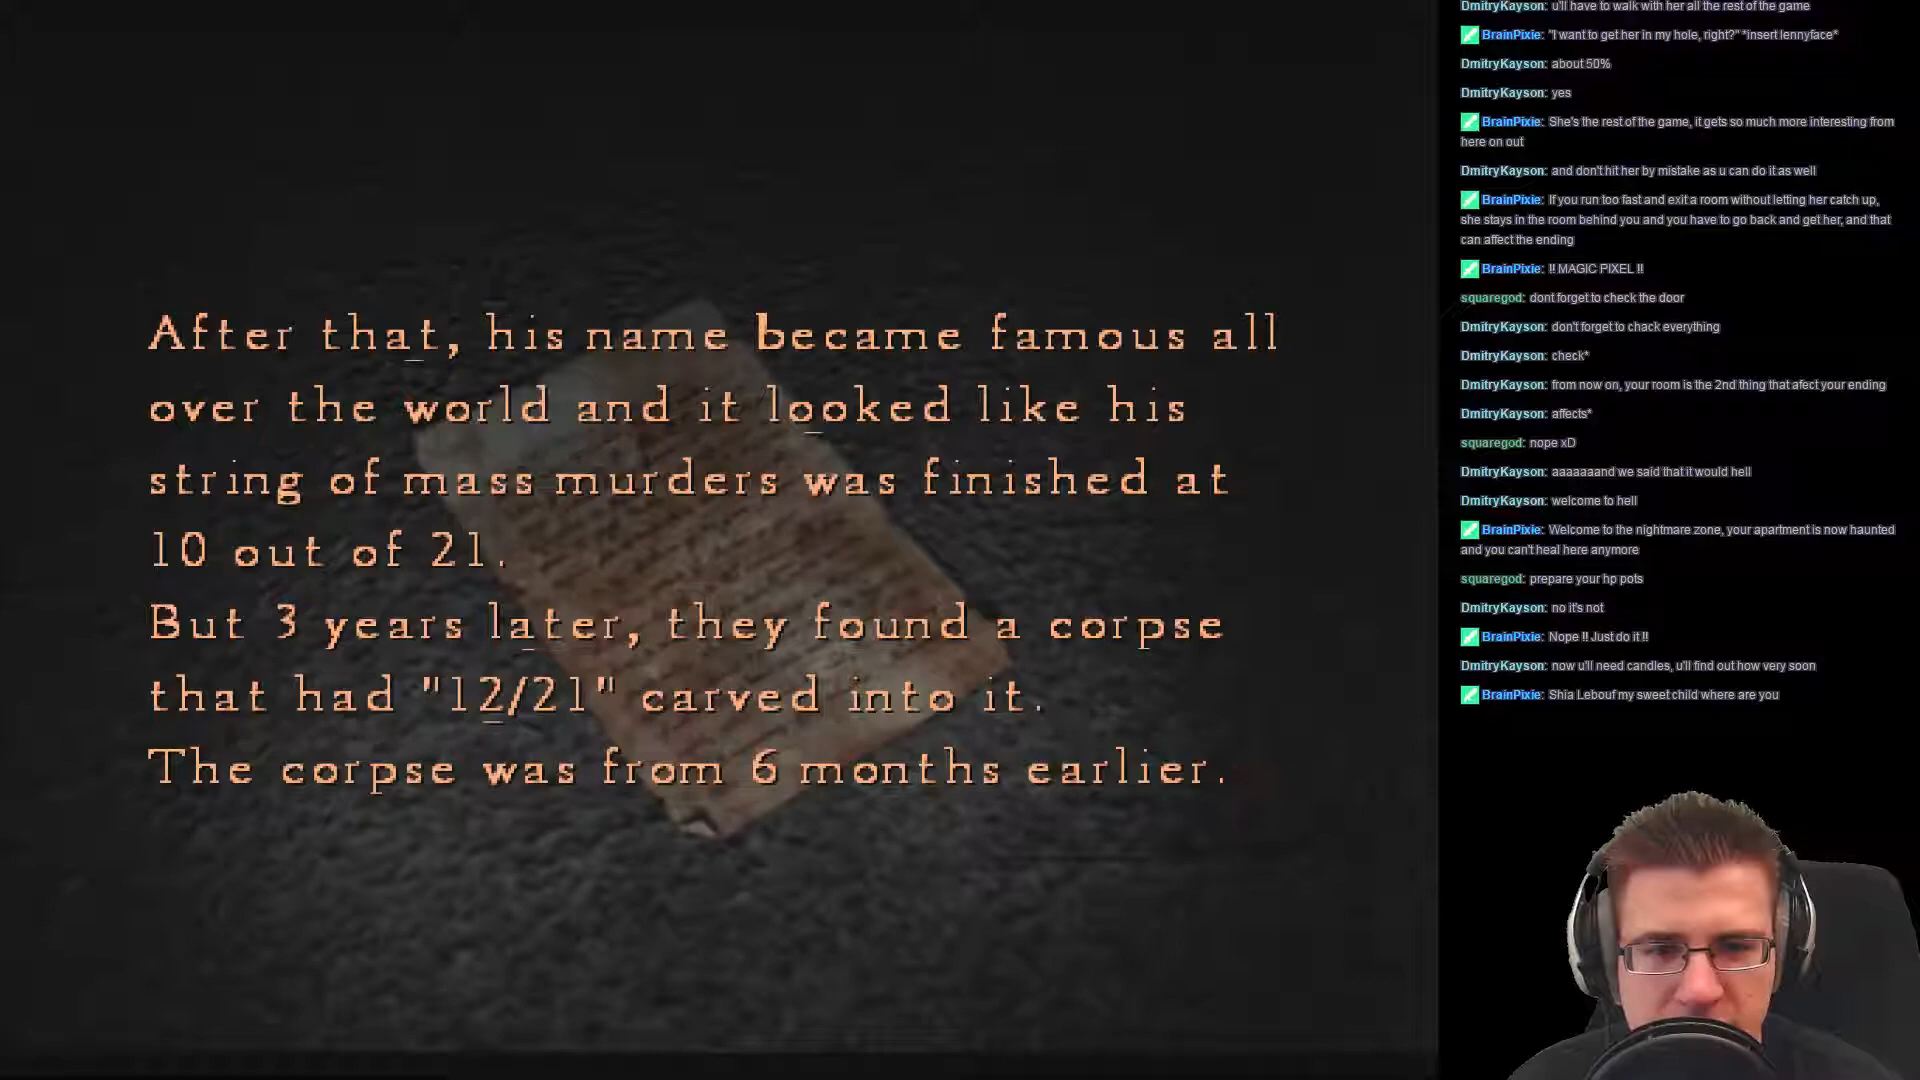 After that, his name became famous all
over the world and it looked like his
string of mass murders was finished at
10 out of 21.
But 3 years later, they found a corpse
that had "12/21" carved into it.
The corpse was from 6 months earlier.
DmitryKayson: u'll have to walk with her all the rest of the game
BrainPixie: "I want to get her in my hole, right?" *insert lennyface*
DmitryKayson: about 50%
DmitryKayson: yes
BrainPixie: She's the rest of the game, it gets so much more interesting from
here on out
DmitryKayson: and don't hit her by mistake as u can do it as well
BrainPixie: If you run too fast and exit a room without letting her catch up,
she stays in the room behind you and you have to go back and get her, and that
can affect the ending
BrainPixie: !! MAGIC PIXEL !!
squaregod: dont forget to check the door
DmitryKayson: don't forget to chack everything
DmitryKayson: check*
DmitryKayson: from now on, your room is the 2nd thing that afect your ending
DmitryKayson: affects*
squaregod: nope xD
DmitryKayson: aaaaaaand we said that it would hell
DmitryKayson: welcome to hell
BrainPixie: Welcome to the nightmare zone, your apartment is now haunted
and you can't heal here anymore
squaregod: prepare your hp pots
DmitryKayson: no it's not
BrainPixie: Nope !! Just do it !!
DmitryKayson: now u'll need candles, u'll find out how very soon
BrainPixie: Shia Lebouf my sweet child where are you